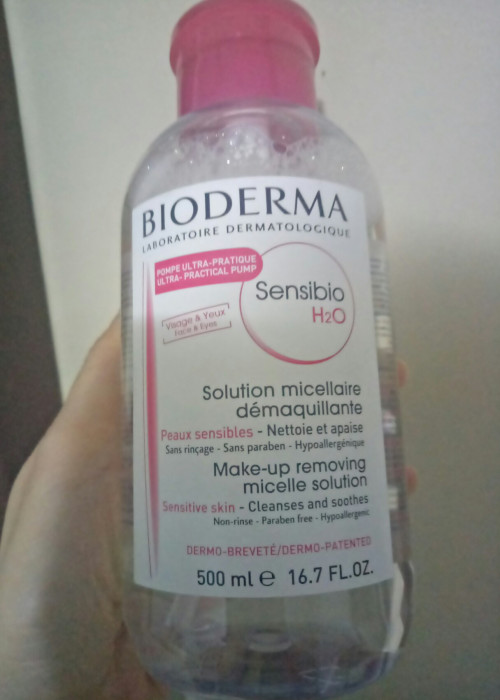 BIODERMA
LABORATOIRE DERMATOLOGIQUE
POMPE ULTRA-PRATIQUE
ULTRA- PRACTICAL PUMP
Sensibio
H2O
Visage & Yeux
Face & Eyes
Solution micellaire
démaquillante
Peaux sensibles - Nettoie et apaise
Sans rinçage - Sans paraben - Hypoallergénique
Make-up removing
micelle solution
Sensitive skin - Cleanses and soothes
Non-rinse - Paraben free - Hypoallergenic
DERMO-BREVETÉ/DERMO-PATENTED
500 ml ℮ 16.7 FL.OZ.